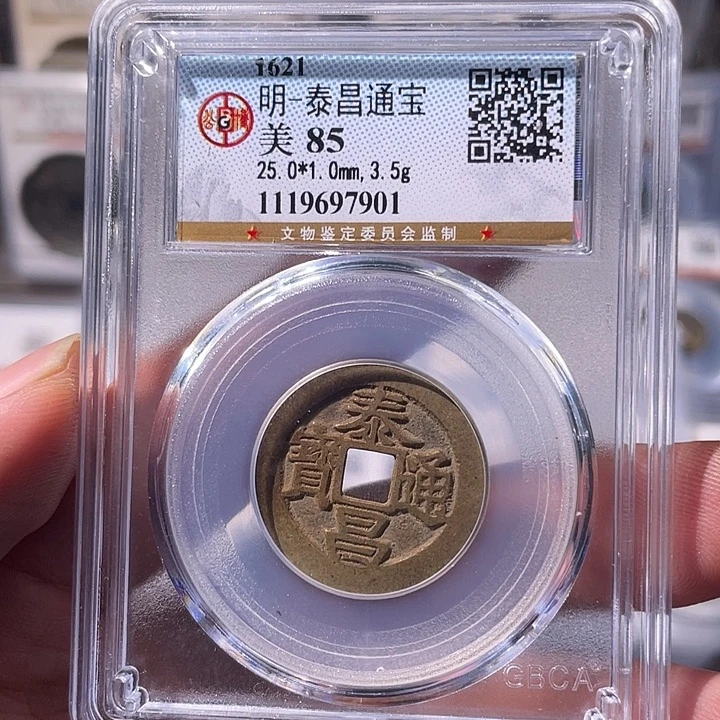 1621
明-泰昌通宝
美 85
25.0*1.0mm,3.5g
1119697901
★ 文物鉴定委员会监制 ★
泰
寶 通
昌
GBCA